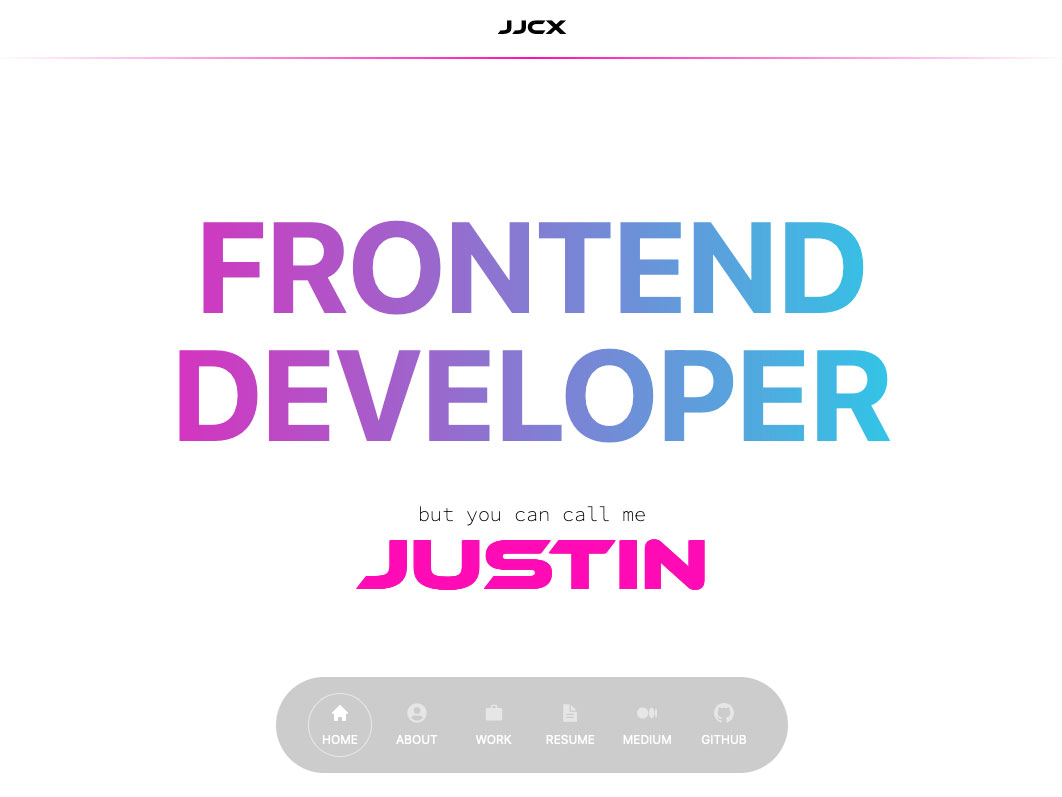 JJCX
FRONTEND
DEVELOPER
but you can call me
JUSTIN
HOME ABOUT WORK RESUME MEDIUM GITHUB